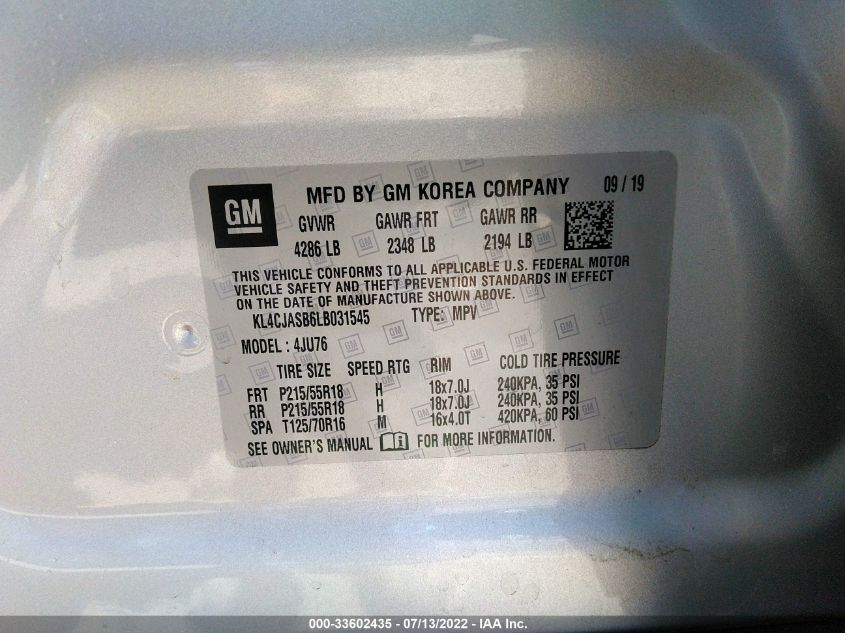 GM MFD BY GM KOREA COMPANY 09 / 19
GVWR GAWR FRT GAWR RR
4286 LB 2348 LB 2194 LB
THIS VEHICLE CONFORMS TO ALL APPLICABLE U.S. FEDERAL MOTOR
VEHICLE SAFETY AND THEFT PREVENTION STANDARDS IN EFFECT
ON THE DATE OF MANUFACTURE SHOWN ABOVE.
KL4CJASB6LB031545 TYPE: MPV
MODEL : 4JU76
TIRE SIZE SPEED RTG RIM COLD TIRE PRESSURE
FRT P215/55R18 H 18x7.0J 240KPA, 35 PSI
RR P215/55R18 H 18x7.0J 240KPA, 35 PSI
SPA T125/70R16 M 16x4.0T 420KPA, 60 PSI
SEE OWNER'S MANUAL FOR MORE INFORMATION.
000-33602435 - 07/13/2022 - IAA Inc.